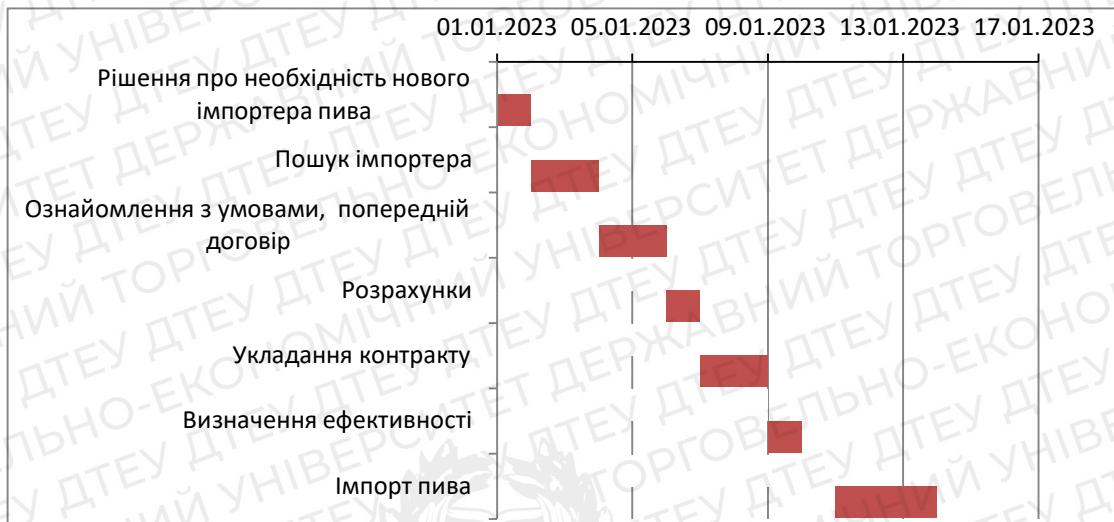 01.01.2023 05.01.2023 09.01.2023 13.01.2023 17.01.2023
Рішення про необхідність нового
імпортера пива
Пошук імпортера
Ознайомлення з умовами, попередній
договір
Розрахунки
Укладання контракту
Визначення ефективності
Імпорт пива